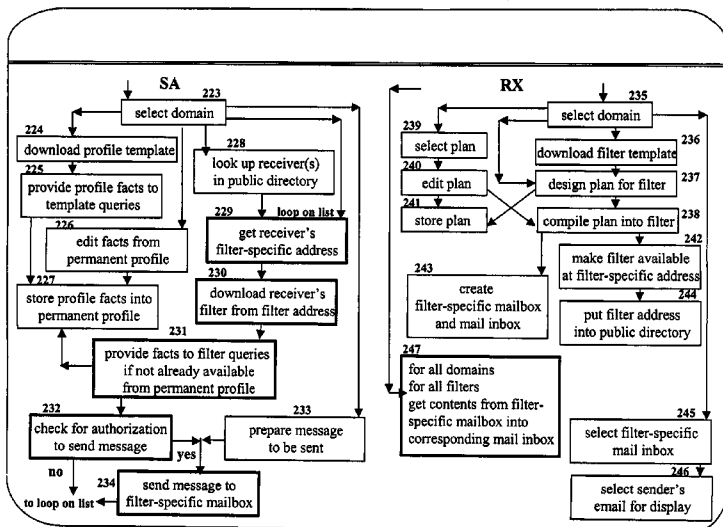 SA
223
select domain
224
download profile template
225
provide profile facts to
template queries
226
edit facts from
permanent profile
227
store profile facts into
permanent profile
228
look up receiver(s)
in public directory
229
loop on list
get receiver's
filter-specific address
230
download receiver's
filter from filter address
231
provide facts to filter queries
if not already available
from permanent profile
232
check for authorization
to send message
233
prepare message
to be sent
no
yes
234
send message to
filter-specific mailbox
to loop on list
RX
235
select domain
236
download filter template
237
design plan for filter
238
compile plan into filter
239
select plan
240
edit plan
241
store plan
242
make filter available
at filter-specific address
243
create
filter-specific mailbox
and mail inbox
244
put filter address
into public directory
247
for all domains
for all filters
get contents from filter-
specific mailbox into
corresponding mail inbox
245
select filter-specific
mail inbox
246
select sender's
email for display